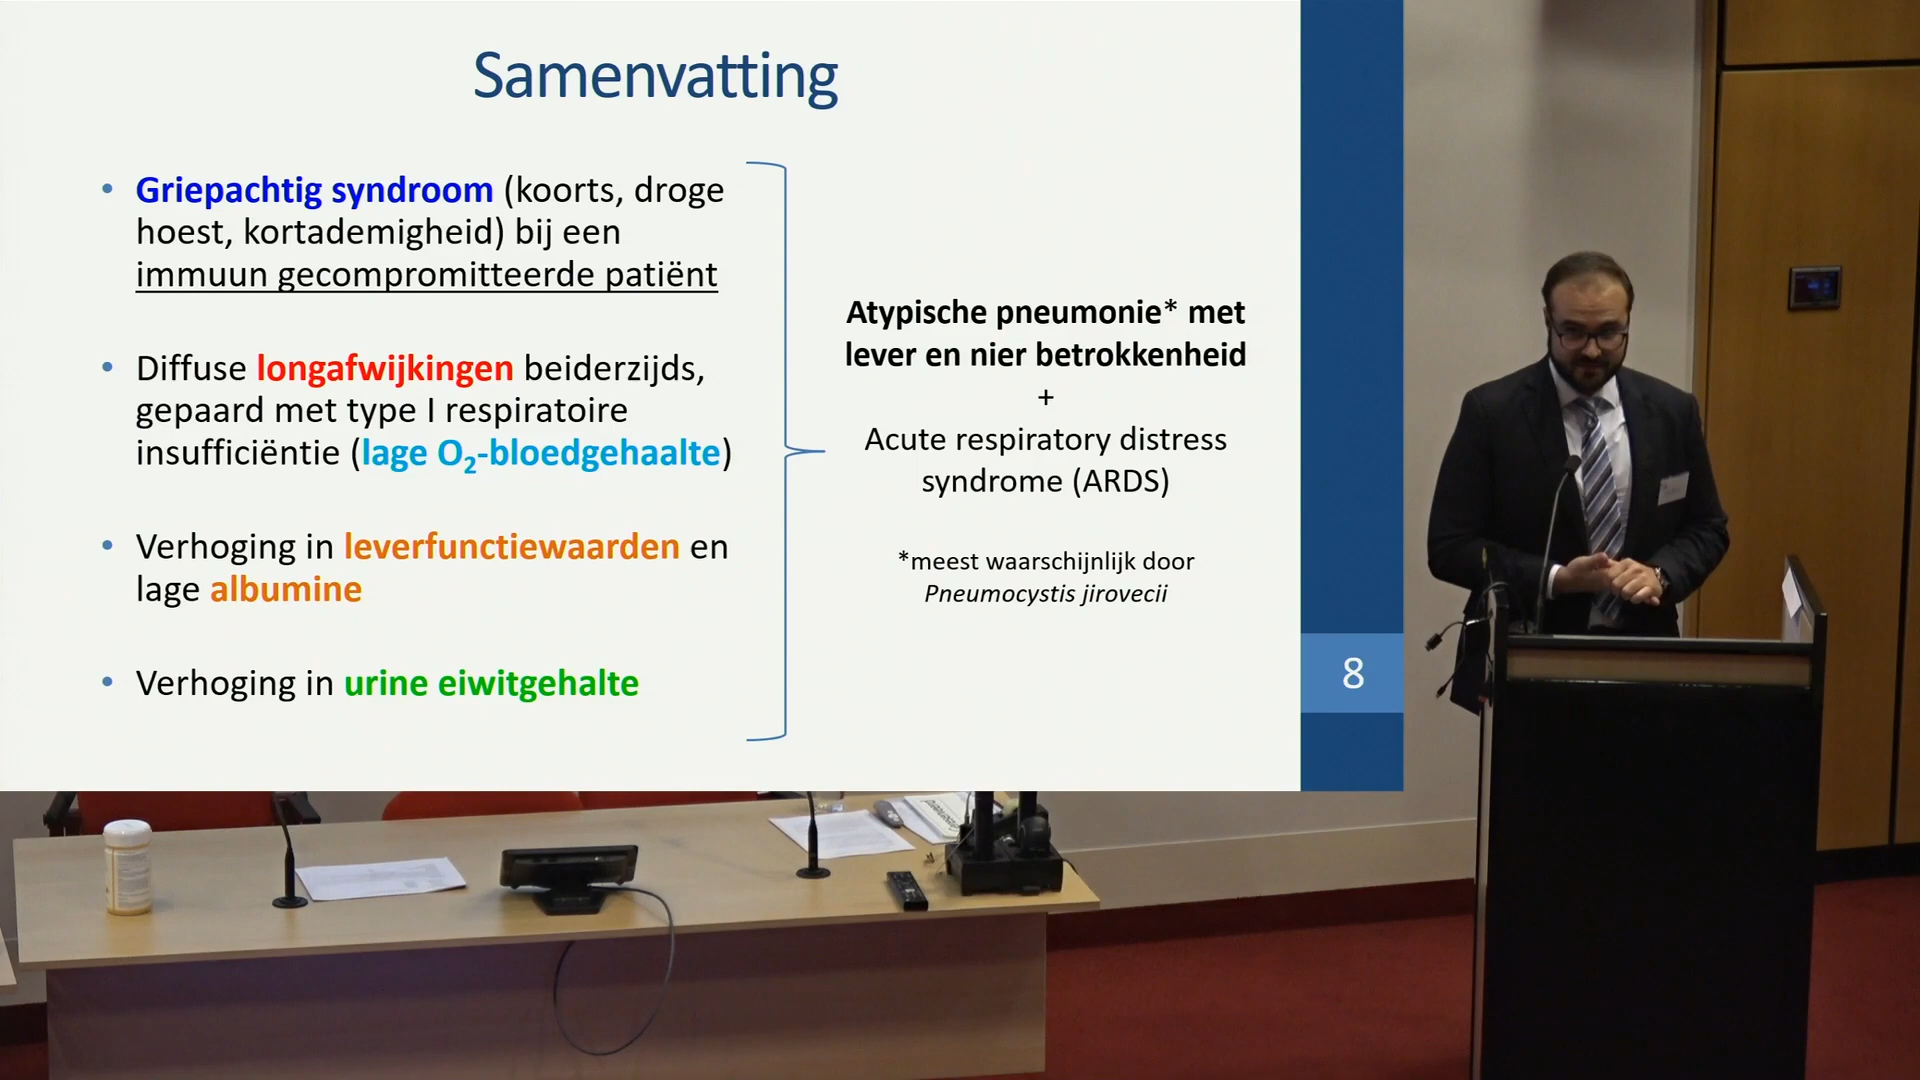 Samenvatting
• Griepachtig syndroom (koorts, droge
hoest, kortademigheid) bij een
immuun gecompromitteerde patiënt
• Diffuse longafwijkingen beiderzijds,
gepaard met type I respiratoire
insufficiëntie (lage O₂-bloedgehaalte)
• Verhoging in leverfunctiewaarden en
lage albumine
• Verhoging in urine eiwitgehalte
Atypische pneumonie* met
lever en nier betrokkenheid
+
Acute respiratory distress
syndrome (ARDS)
*meest waarschijnlijk door
Pneumocystis jirovecii
8